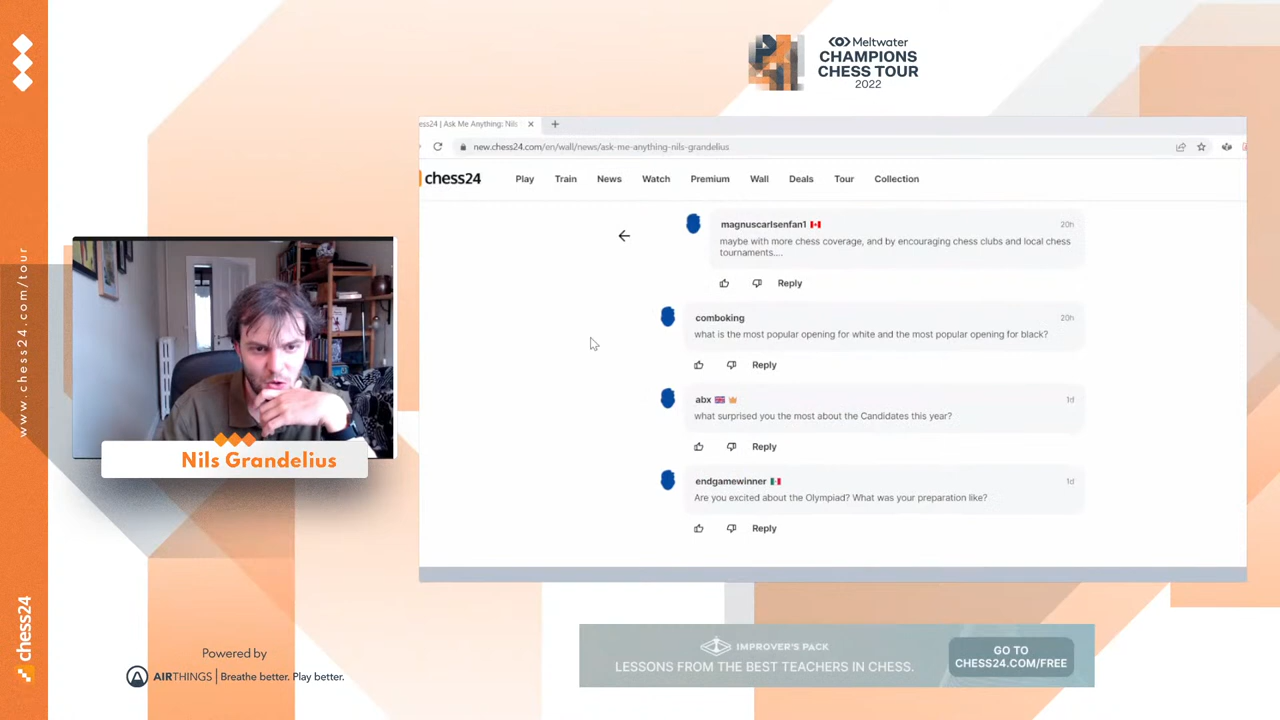 Meltwater
CHAMPIONS
CHESS TOUR
2022
ess24 | Ask Me Anything: Nils
new.chess24.com/en/wall/news/ask-me-anything-nils-grandelius
chess24
Play Train News Watch Premium Wall Deals Tour Collection
magnuscarlsenfan1 20h
maybe with more chess coverage, and by encouraging chess clubs and local chess
tournaments....
Reply
comboking 20h
what is the most popular opening for white and the most popular opening for black?
Reply
abx 1d
what surprised you the most about the Candidates this year?
Reply
endgamewinner 1d
Are you excited about the Olympiad? What was your preparation like?
Reply
www.chess24.com/tour
chess24
Nils Grandelius
Powered by
AIRTHINGS | Breathe better. Play better.
IMPROVER'S PACK
LESSONS FROM THE BEST TEACHERS IN CHESS.
GO TO
CHESS24.COM/FREE